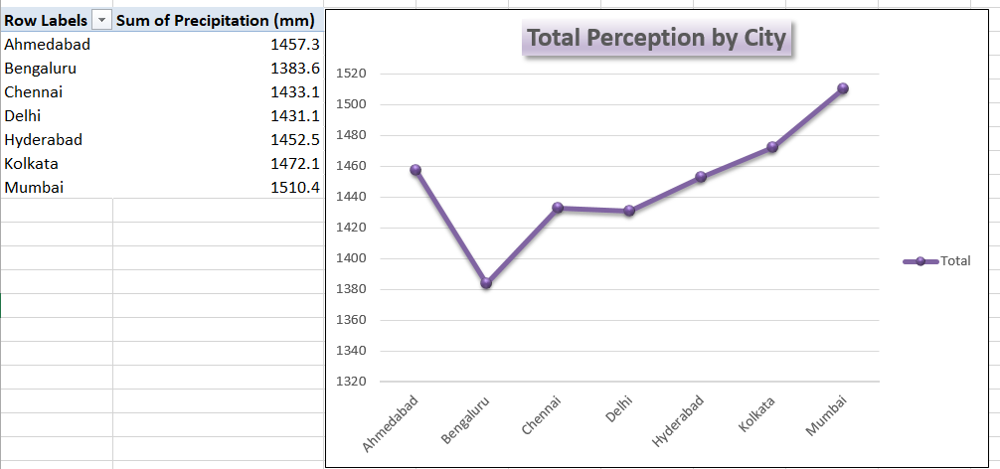 Row Labels Sum of Precipitation (mm)
Ahmedabad 1457.3
Bengaluru 1383.6
Chennai 1433.1
Delhi 1431.1
Hyderabad 1452.5
Kolkata 1472.1
Mumbai 1510.4
Total Perception by City
1520
1500
1480
1460
1440
1420
1400
1380
1360
1340
1320
Ahmedabad
Bengaluru
Chennai
Delhi
Hyderabad
Kolkata
Mumbai
Total